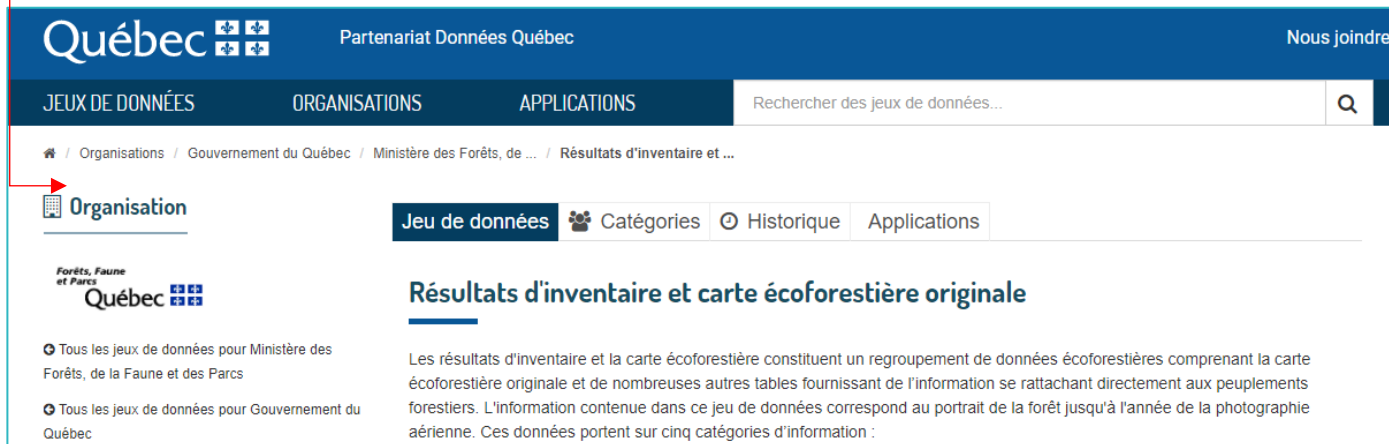 Québec
Partenariat Données Québec
Nous joindre
JEUX DE DONNÉES
ORGANISATIONS
APPLICATIONS
Rechercher des jeux de données...
/ Organisations / Gouvernement du Québec / Ministère des Forêts, de ... / Résultats d'inventaire et ...
Organisation
Jeu de données
Catégories
Historique
Applications
Forêts, Faune
et Parcs
Québec
Tous les jeux de données pour Ministère des
Forêts, de la Faune et des Parcs
Tous les jeux de données pour Gouvernement du
Québec
Résultats d'inventaire et carte écoforestière originale
Les résultats d'inventaire et la carte écoforestière constituent un regroupement de données écoforestières comprenant la carte
écoforestière originale et de nombreuses autres tables fournissant de l'information se rattachant directement aux peuplements
forestiers. L'information contenue dans ce jeu de données correspond au portrait de la forêt jusqu'à l'année de la photographie
aérienne. Ces données portent sur cinq catégories d'information :